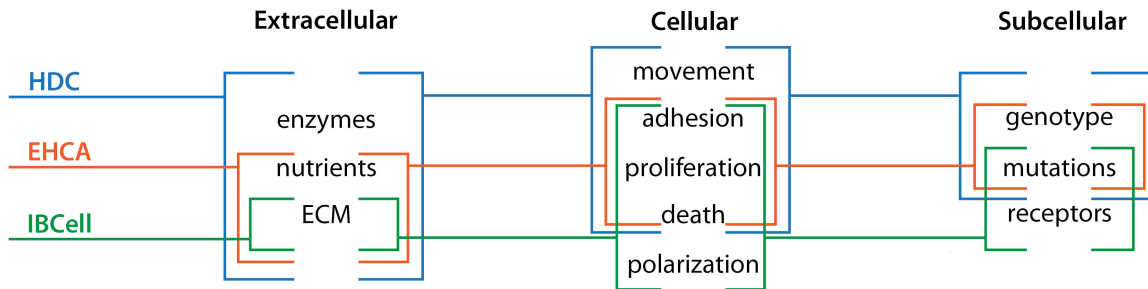 Extracellular Cellular Subcellular
HDC
movement
enzymes adhesion genotype
EHCA
nutrients proliferation mutations
IBCell
ECM death receptors
polarization